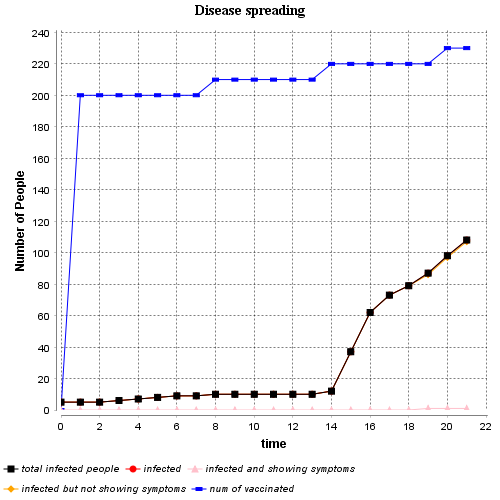 Disease spreading
Number of People
240
220
200
180
160
140
120
100
80
60
40
20
0
0 2 4 6 8 10 12 14 16 18 20 22
time
total infected people infected infected and showing symptoms
infected but not showing symptoms num of vaccinated